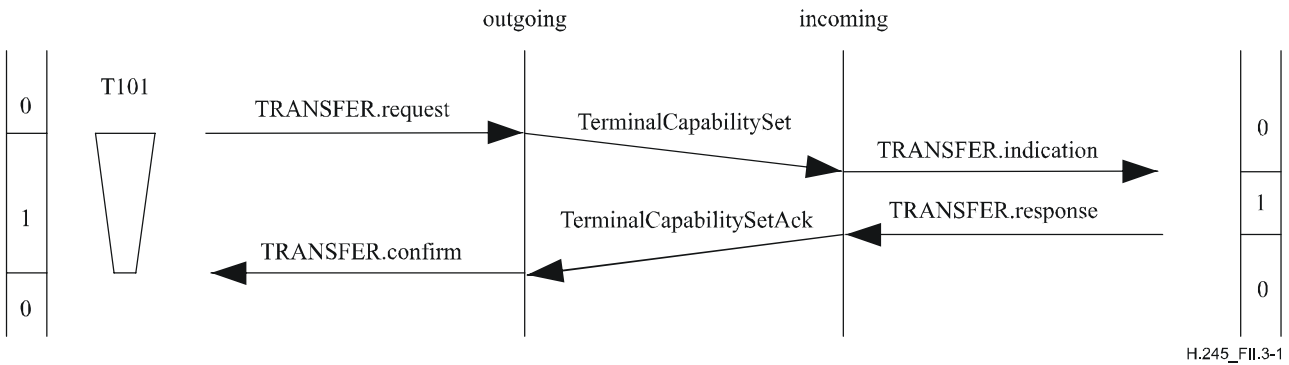 outgoing incoming
T101
0 TRANSFER.request TerminalCapabilitySet 0
TRANSFER.indication
1 TerminalCapabilitySetAck TRANSFER.response 1
TRANSFER.confirm
0 0
H.245_FII.3-1